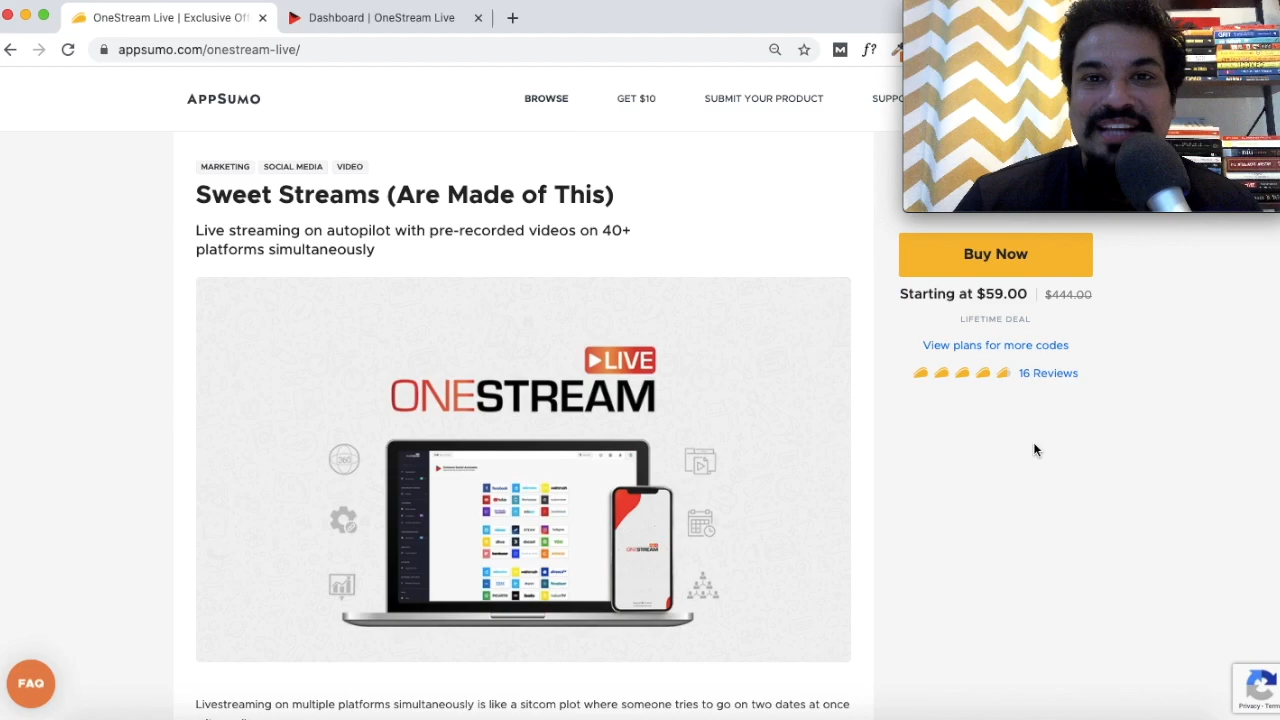 OneStream Live | Exclusive Off
Dashboard | OneStream Live
appsumo.com/onestream-live/
M
f?
APPSUMO
BROWSE
GET $10
SUBMIT YOUR PRODUCT
SUPPO
MARKETING
SOCIAL MEDIA
VIDEO
Sweet Streams (Are Made of This)
Live streaming on autopilot with pre-recorded videos on 40+
platforms simultaneously
LIVE
ONESTREAM
Buy Now
Starting at $59.00
$444.00
LIFETIME DEAL
View plans for more codes
16 Reviews
FAQ
Privacy - Term
Livestreaming on multiple platforms simultaneously is like a sitcom plot where someone tries to go on two dates at once